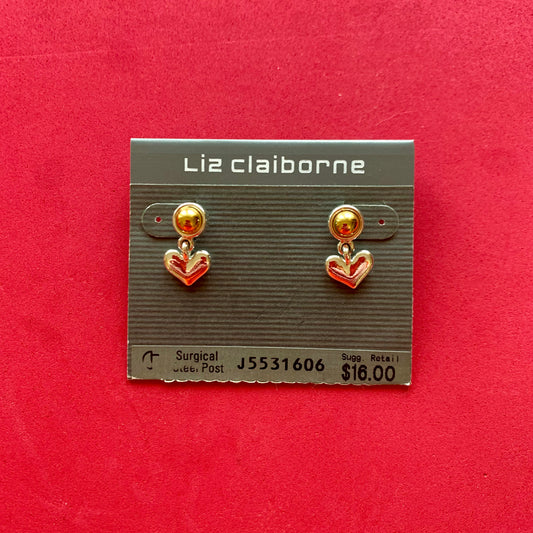 Liz claiborne
Surgical
Steel Post
J5531606
Sugg. Retail
$16.00